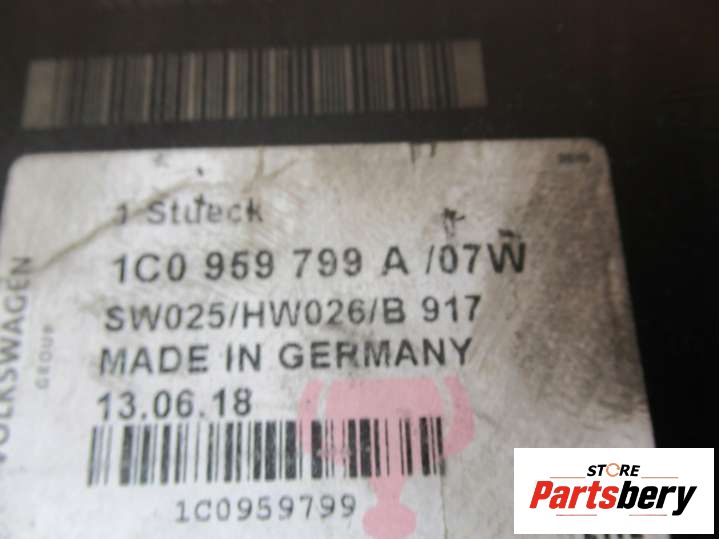 1 Stueck
1C0 959 799 A /07W
SW025/HW026/B 917
MADE IN GERMANY
13.06.18
1C0959799
VOLKSWAGEN
GROUP
STORE
Partsbery